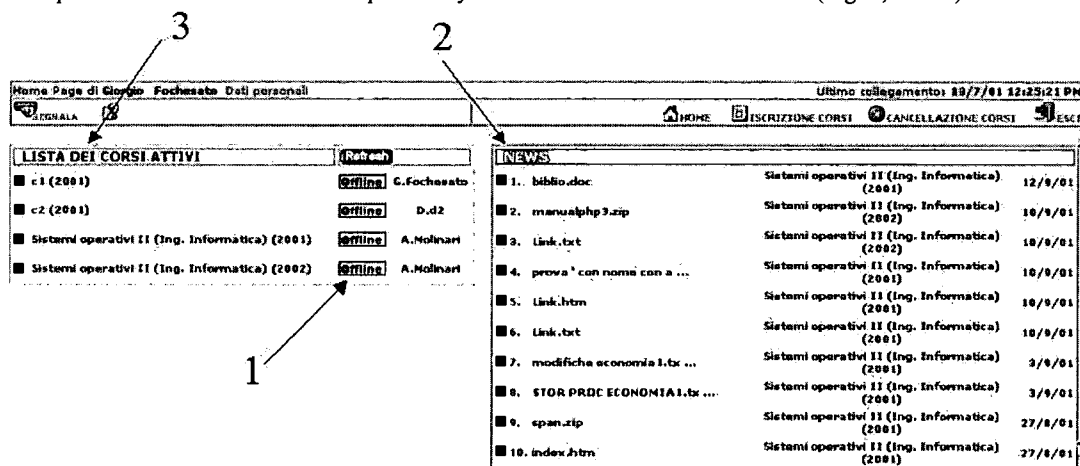 3
2
Home Page di Giorgio Fochesato Dati personali
Ultimo collegamento: 12:25:21 PM
SEGNALA
HOME ISCRIZIONE CORSI CANCELLAZIONE CORSI ESCI
LISTA DEI CORSI ATTIVI Refresh
c1 (2001) Offline G.Fochesato
c2 (2001) Offline D.d2
Sistemi operativi II (Ing. Informatica) (2001) Offline A.Molinari
Sistemi operativi II (Ing. Informatica) (2002) Offline A.Molinari
1
NEWS
1. biblio.doc Sistemi operativi II (Ing. Informatica) (2001) 12/9/01
2. manualphp3.zip Sistemi operativi II (Ing. Informatica) (2002) 10/9/01
3. Link.txt Sistemi operativi II (Ing. Informatica) (2002) 10/9/01
4. prova ' con nome con a ... Sistemi operativi II (Ing. Informatica) (2001) 10/9/01
5. Link.htm Sistemi operativi II (Ing. Informatica) (2001) 10/9/01
6. Link.txt Sistemi operativi II (Ing. Informatica) (2001) 10/9/01
7. modifiche economia 1.tx ... Sistemi operativi II (Ing. Informatica) (2001) 3/9/01
8. STOR PROC ECONOMIA1.tx .... Sistemi operativi II (Ing. Informatica) (2001) 3/9/01
9. span.zip Sistemi operativi II (Ing. Informatica) (2001) 27/8/01
10. index.htm Sistemi operativi II (Ing. Informatica) (2001) 27/8/01